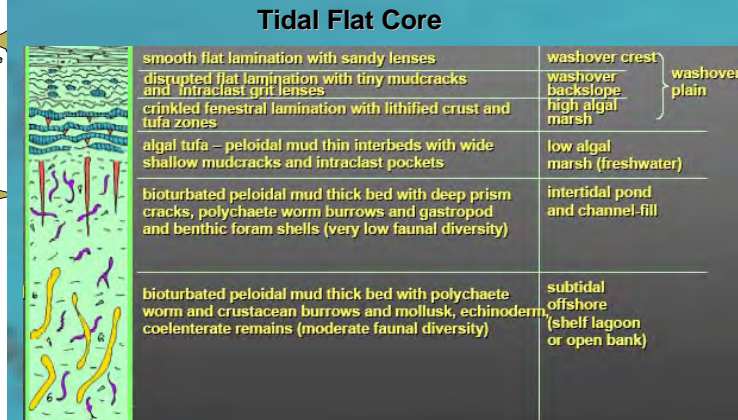 Tidal Flat Core
smooth flat lamination with sandy lenses
washover crest
disrupted flat lamination with tiny mudcracks
and intraclast grit lenses
washover
backslope
washover
plain
crinkled fenestral lamination with lithified crust and
tufa zones
high algal
marsh
algal tufa – peloidal mud thin interbeds with wide
shallow mudcracks and intraclast pockets
low algal
marsh (freshwater)
bioturbated peloidal mud thick bed with deep prism
cracks, polychaete worm burrows and gastropod
and benthic foram shells (very low faunal diversity)
intertidal pond
and channel-fill
bioturbated peloidal mud thick bed with polychaete
worm and crustacean burrows and mollusk, echinoderm,
coelenterate remains (moderate faunal diversity)
subtidal
offshore
(shelf lagoon
or open bank)